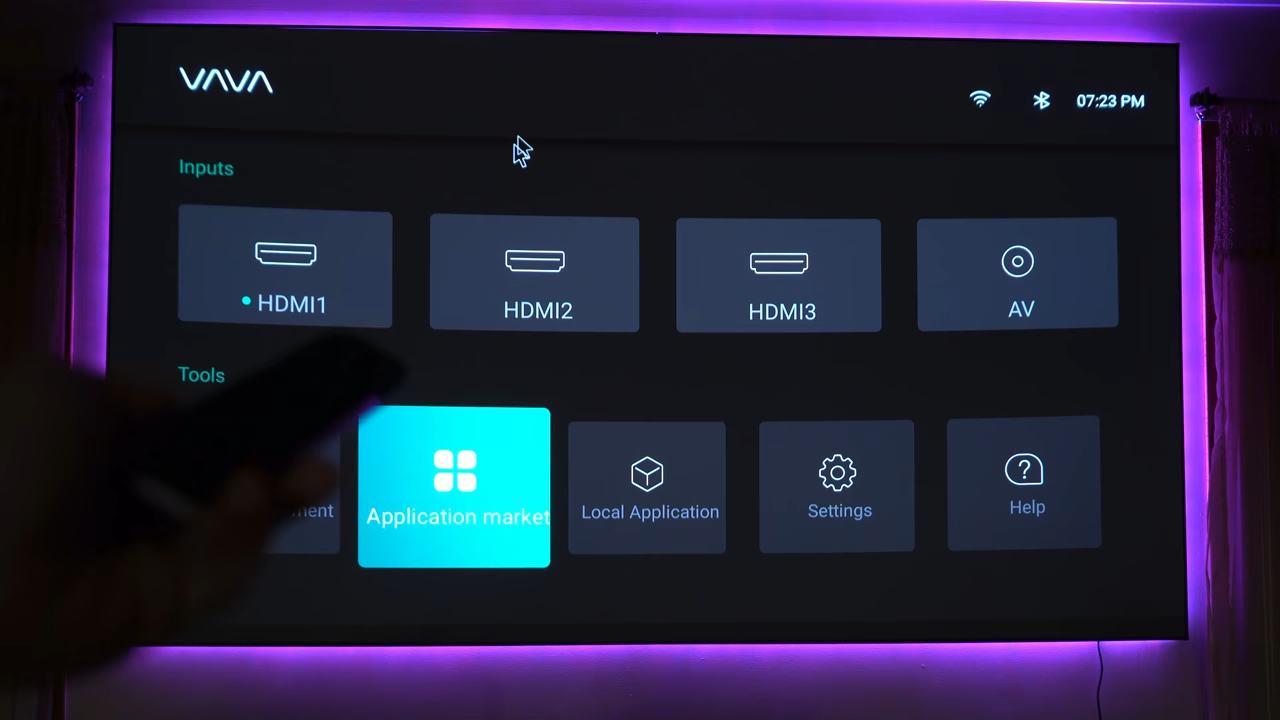 VAVA
07:23 PM
Inputs
HDMI1
HDMI2
HDMI3
AV
Tools
Application market
Local Application
Settings
Help